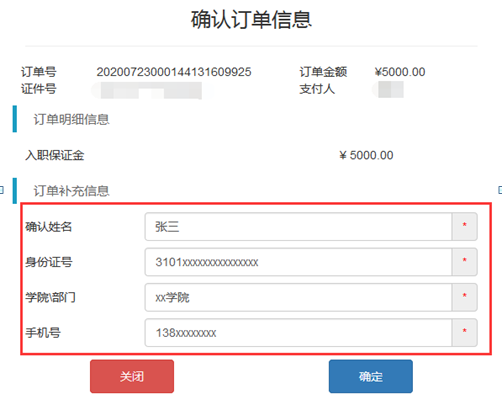 确认订单信息
订单号 20200723000144131609925 订单金额 ¥5000.00
证件号 支付人
订单明细信息
入职保证金 ¥ 5000.00
订单补充信息
确认姓名 张三 *
身份证号 3101xxxxxxxxxxxxxx *
学院\部门 xx学院 *
手机号 138xxxxxxxx *
关闭 确定